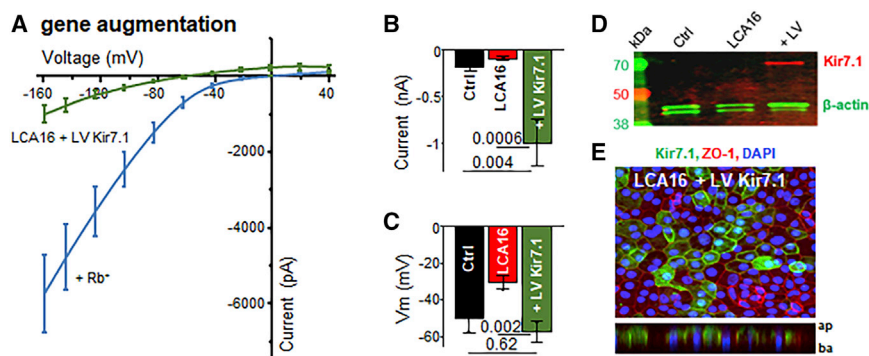 A gene augmentation
Voltage (mV)
-160 -120 -80 -40 0 40
LCA16 + LV Kir7.1
-2000
-4000
-6000
+ Rb+
Current (pA)
B
0
-0.5
-1
Current (nA)
Ctrl
LCA16
+ LV Kir7.1
0.0006
0.004
C
0
-20
-40
-60
Vm (mV)
Ctrl
LCA16
+ LV Kir7.1
0.002
0.62
D
kDa Ctrl LCA16 + LV
70 Kir7.1
50
β-actin
38
E
Kir7.1, ZO-1, DAPI
LCA16 + LV Kir7.1
ap
ba